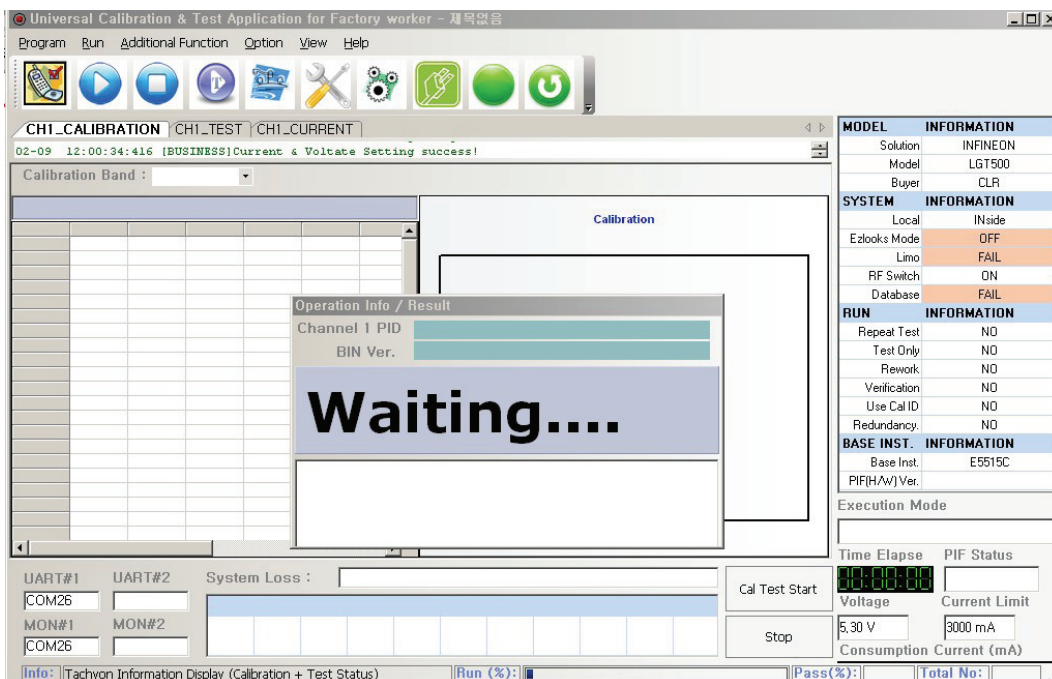 Universal Calibration & Test Application for Factory worker - 제목없음
Program Run Additional Function Option View Help
CH1_CALIBRATION CH1_TEST CH1_CURRENT
02-09 12:00:34:416 [BUSINESS]Current & Voltate Setting success!
Calibration Band :
Calibration
Operation Info / Result
Channel 1 PID
BIN Ver.
Waiting....
MODEL INFORMATION
Solution INFINEON
Model LGT500
Buyer CLR
SYSTEM INFORMATION
Local INside
Ezlooks Mode OFF
Limo FAIL
RF Switch ON
Database FAIL
RUN INFORMATION
Repeat Test NO
Test Only NO
Rework NO
Verification NO
Use Cal ID NO
Redundancy. NO
BASE INST. INFORMATION
Base Inst. E5515C
PIF(H/W) Ver.
Execution Mode
Time Elapse PIF Status
00:00:00
Voltage Current Limit
5,30 V 3000 mA
Consumption Current (mA)
UART#1 UART#2 System Loss :
COM26
MON#1 MON#2
COM26
Cal Test Start
Stop
Info: Tachyon Information Display (Calibration + Test Status) Run (%): Pass(%): Total No: